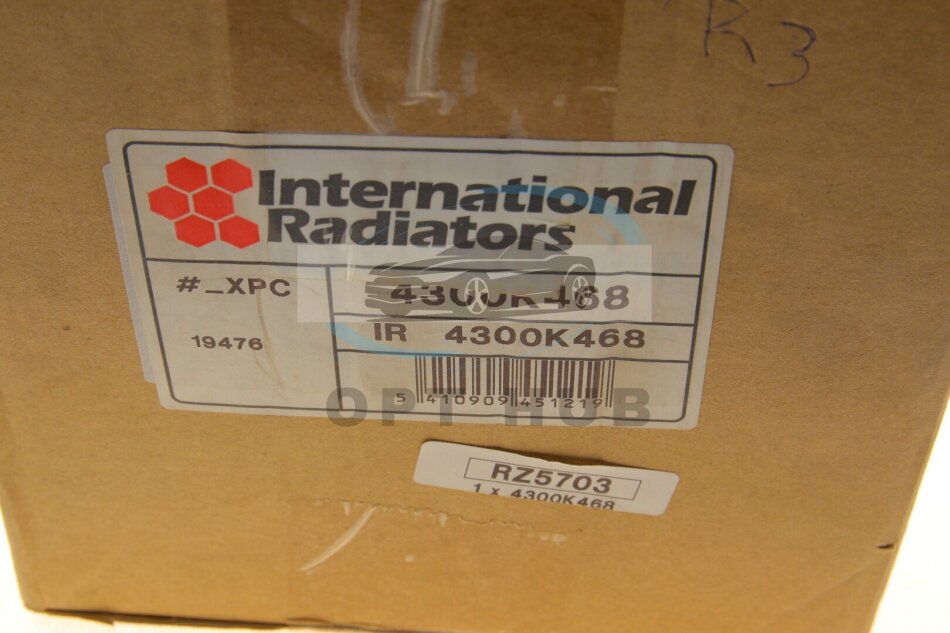 R3
International
Radiators
#_XPC
4300K468
19476
IR 4300K468
5 410909 451219
OPT HUB
RZ5703
1 x 4300K468